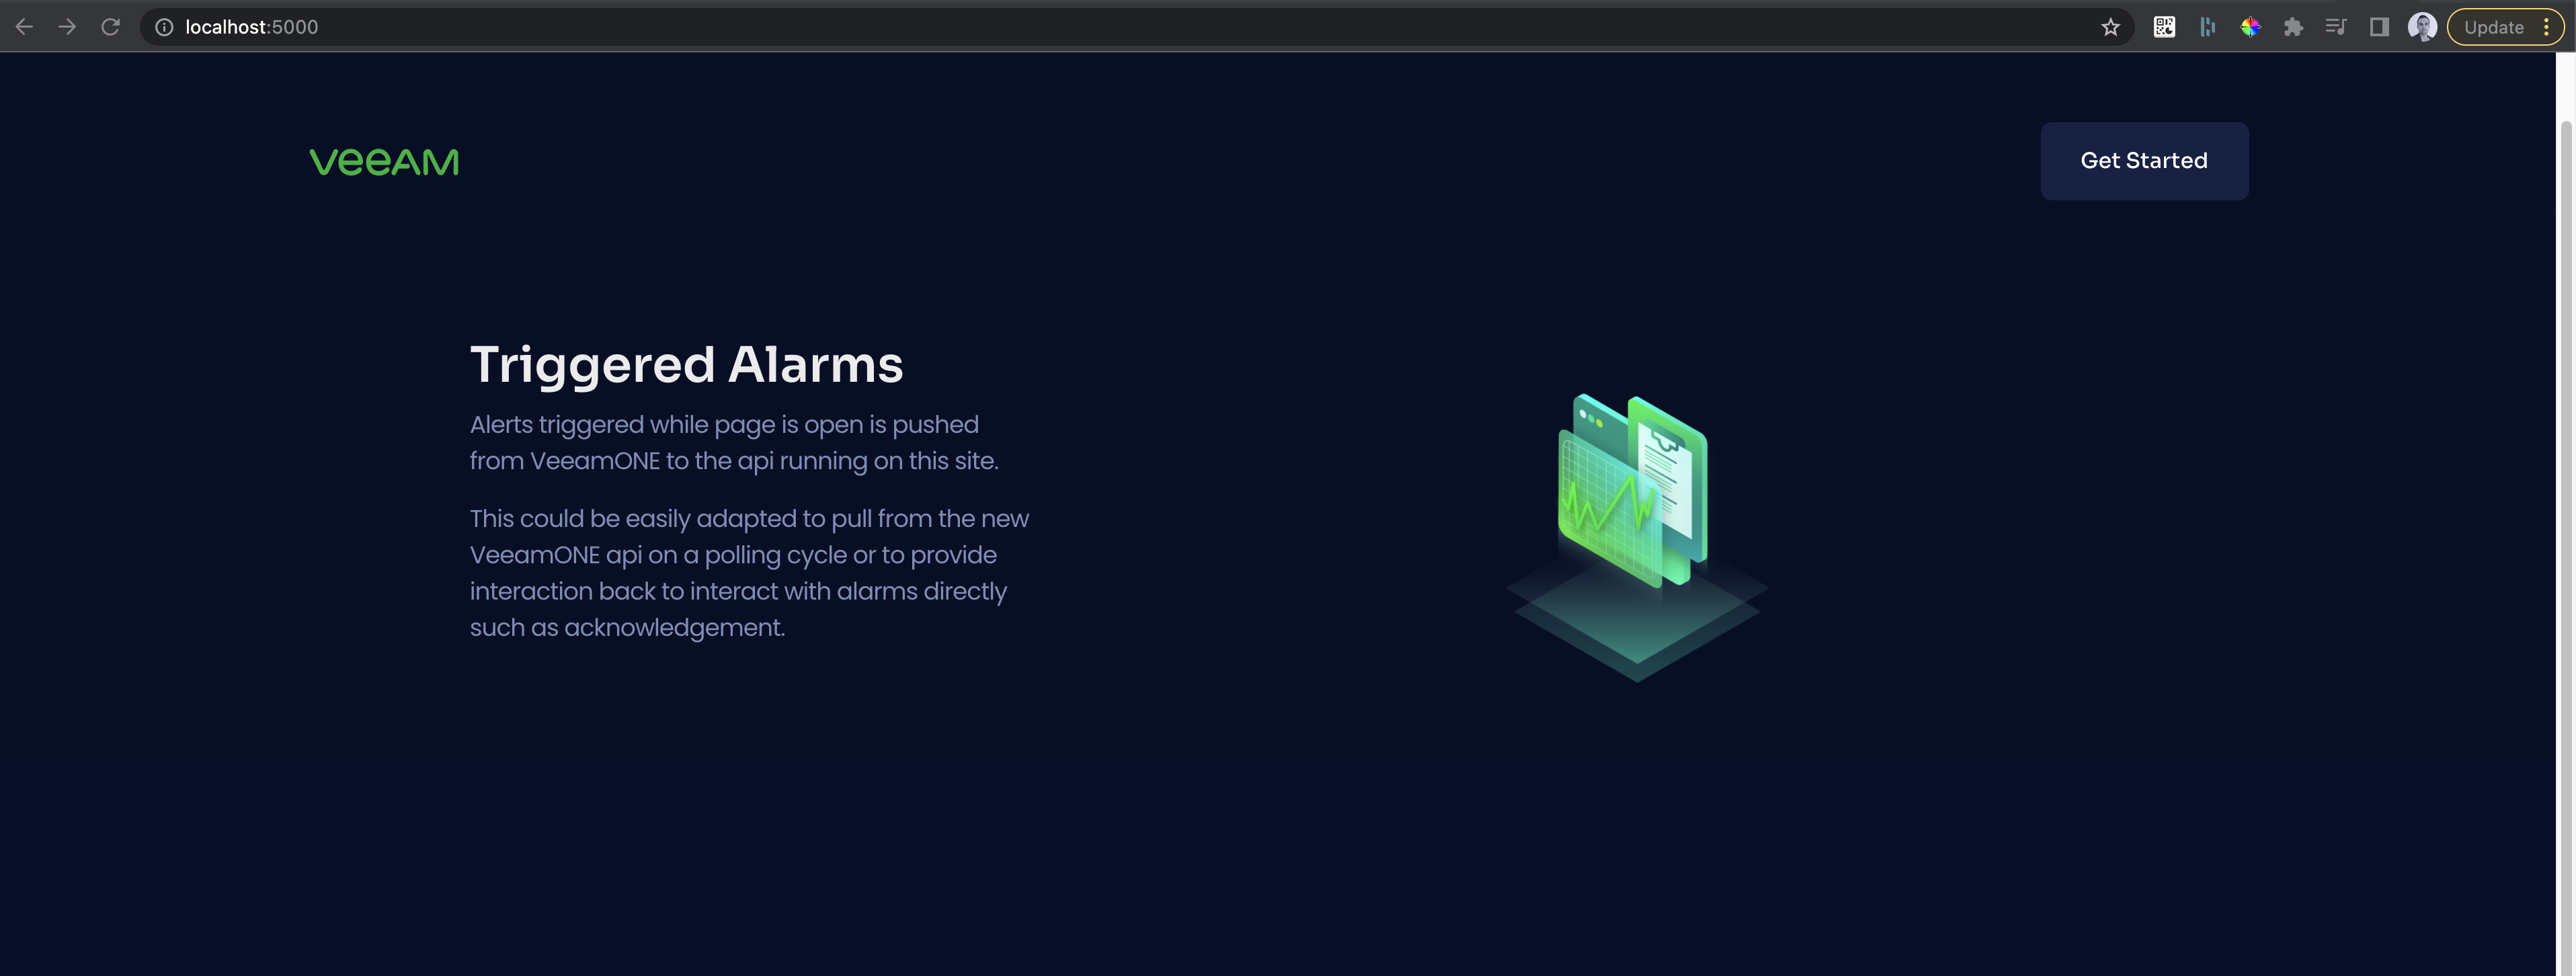 localhost:5000
Update
veeAM
Get Started
Triggered Alarms
Alerts triggered while page is open is pushed
from VeeamONE to the api running on this site.
This could be easily adapted to pull from the new
VeeamONE api on a polling cycle or to provide
interaction back to interact with alarms directly
such as acknowledgement.